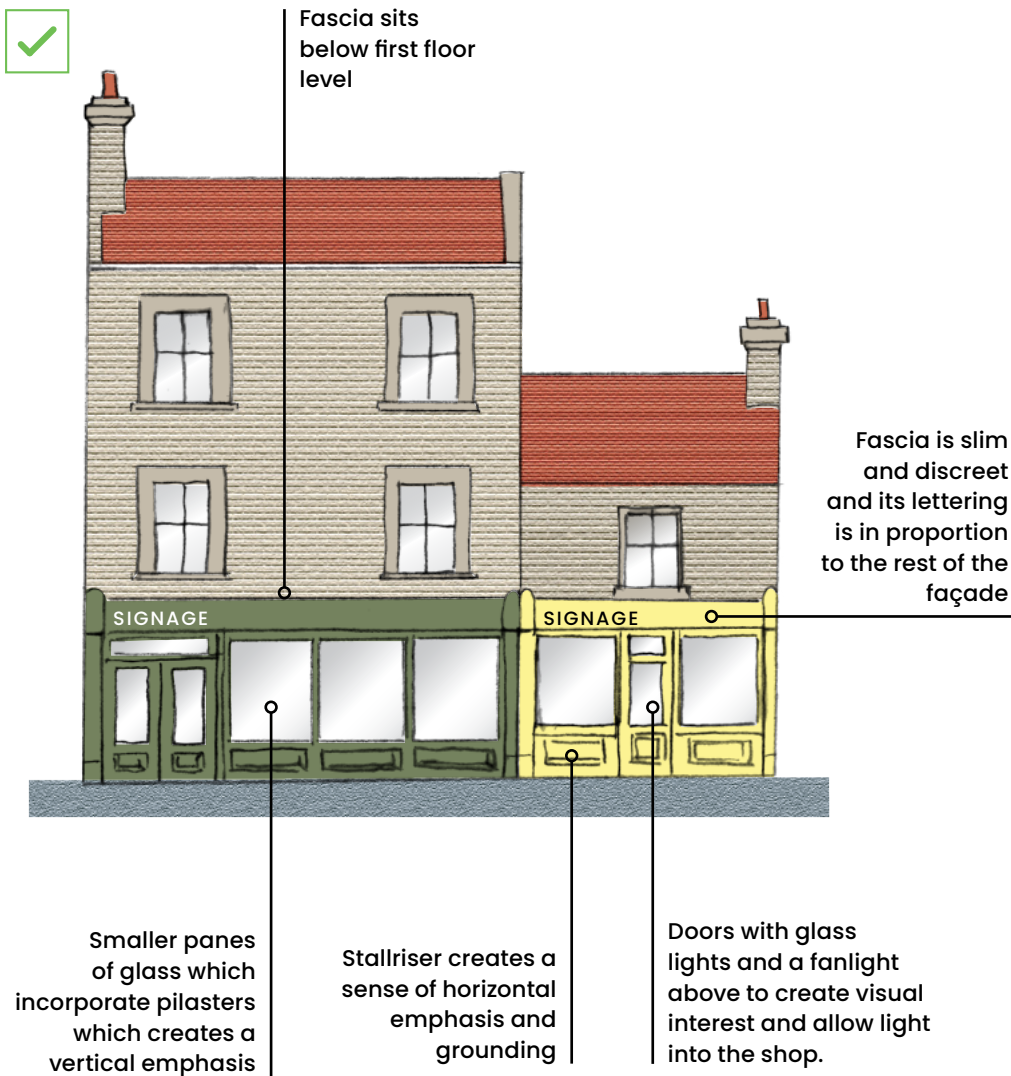 Fascia sits
below first floor
level
Fascia is slim
and discreet
and its lettering
is in proportion
to the rest of the
façade
SIGNAGE
SIGNAGE
Smaller panes
of glass which
incorporate pilasters
which creates a
vertical emphasis
Stallriser creates a
sense of horizontal
emphasis and
grounding
Doors with glass
lights and a fanlight
above to create visual
interest and allow light
into the shop.